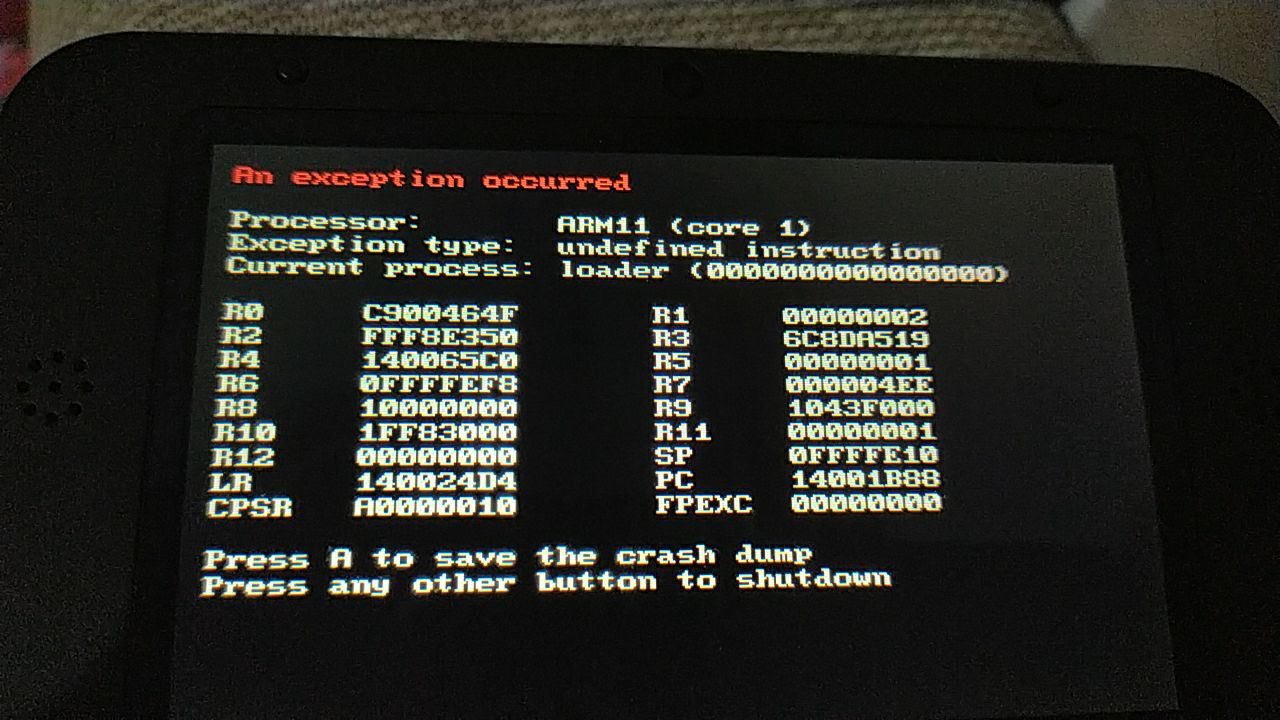 An exception occurred
Processor: ARM11 (core 1)
Exception type: undefined instruction
Current process: loader (0000000000000000)
R0 C900464F R1 00000002
R2 FFF8E350 R3 6C8DA519
R4 140065C0 R5 00000001
R6 0FFFFEF8 R7 000004EE
R8 10000000 R9 1043F000
R10 1FF83000 R11 00000001
R12 00000000 SP 0FFFFE10
LR 140024D4 PC 14001B88
CPSR A0000010 FPEXC 00000000
Press A to save the crash dump
Press any other button to shutdown